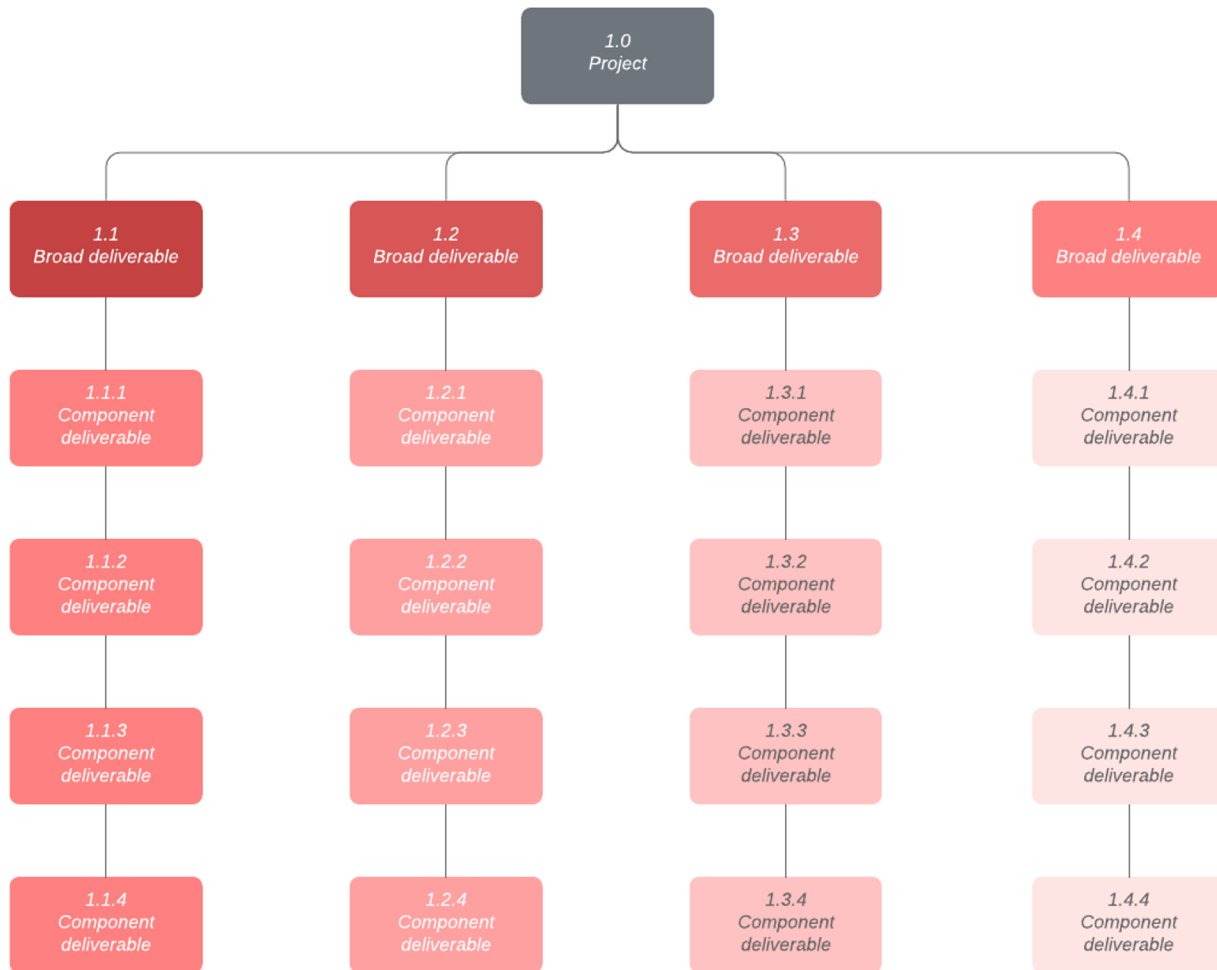 1.0
Project
1.1
Broad deliverable
1.2
Broad deliverable
1.3
Broad deliverable
1.4
Broad deliverable
1.1.1
Component
deliverable
1.2.1
Component
deliverable
1.3.1
Component
deliverable
1.4.1
Component
deliverable
1.1.2
Component
deliverable
1.2.2
Component
deliverable
1.3.2
Component
deliverable
1.4.2
Component
deliverable
1.1.3
Component
deliverable
1.2.3
Component
deliverable
1.3.3
Component
deliverable
1.4.3
Component
deliverable
1.1.4
Component
deliverable
1.2.4
Component
deliverable
1.3.4
Component
deliverable
1.4.4
Component
deliverable